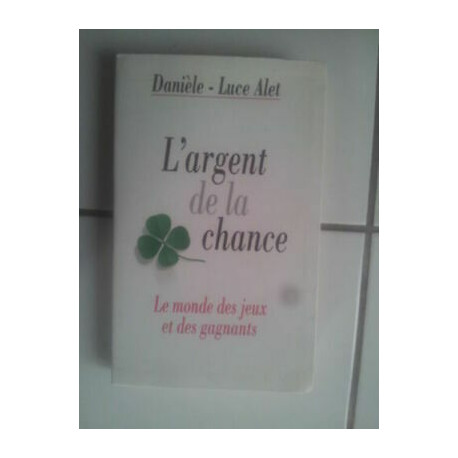 Danièle - Luce Alet
L'argent
de la
chance
Le monde des jeux
et des gagnants